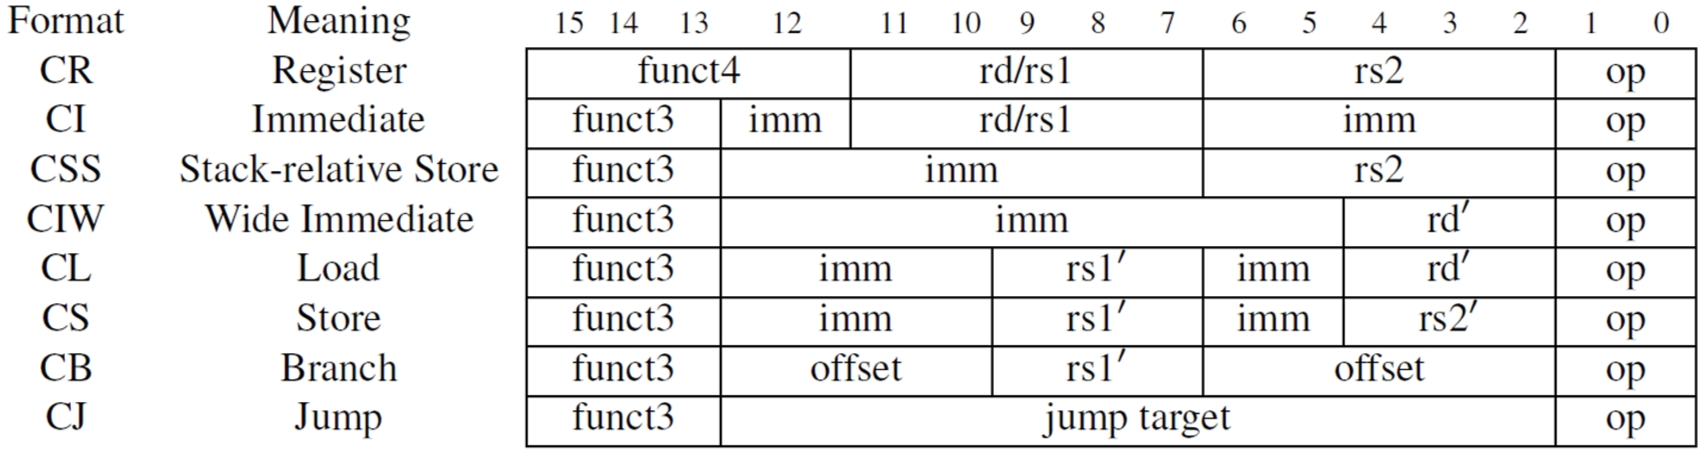 Format Meaning 15 14 13 12 11 10 9 8 7 6 5 4 3 2 1 0
CR Register funct4 rd/rs1 rs2 op
CI Immediate funct3 imm rd/rs1 imm op
CSS Stack-relative Store funct3 imm rs2 op
CIW Wide Immediate funct3 imm rd′ op
CL Load funct3 imm rs1′ imm rd′ op
CS Store funct3 imm rs1′ imm rs2′ op
CB Branch funct3 offset rs1′ offset op
CJ Jump funct3 jump target op